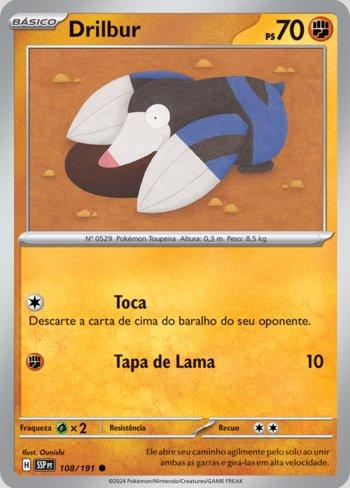 BÁSICO
Drilbur
PS 70
Nº 0529 Pokémon Toupeira Altura: 0,3 m Peso: 8,5 kg
Toca
Descarte a carta de cima do baralho do seu oponente.
Tapa de Lama 10
Fraqueza ×2 Resistência Recuo
Ilust. Ounishi
H SSP PT 108/191
Ele abre seu caminho agilmente pelo solo ao unir
ambas as garras e girá-las em alta velocidade.
©2024 Pokémon/Nintendo/Creatures/GAME FREAK